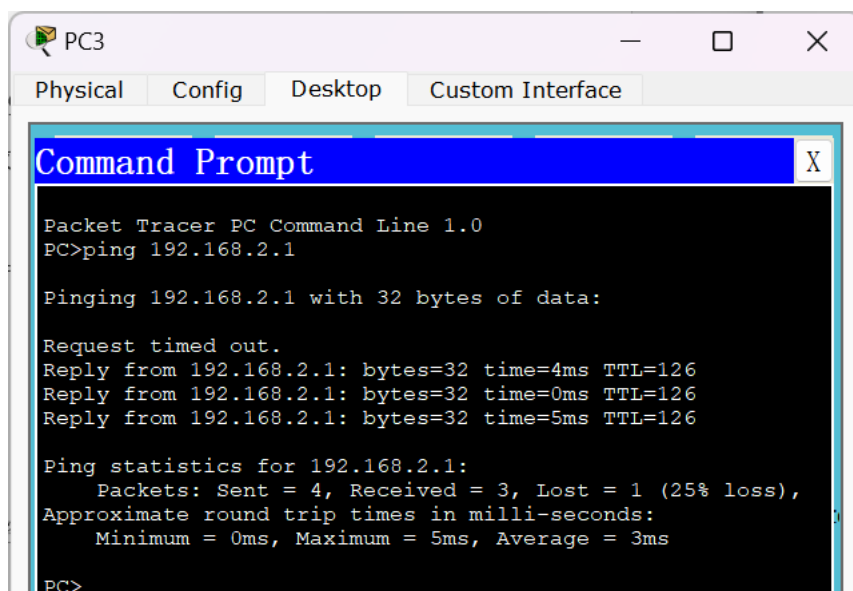 PC3
Physical Config Desktop Custom Interface
Command Prompt X
Packet Tracer PC Command Line 1.0
PC>ping 192.168.2.1
Pinging 192.168.2.1 with 32 bytes of data:
Request timed out.
Reply from 192.168.2.1: bytes=32 time=4ms TTL=126
Reply from 192.168.2.1: bytes=32 time=0ms TTL=126
Reply from 192.168.2.1: bytes=32 time=5ms TTL=126
Ping statistics for 192.168.2.1:
Packets: Sent = 4, Received = 3, Lost = 1 (25% loss),
Approximate round trip times in milli-seconds:
Minimum = 0ms, Maximum = 5ms, Average = 3ms
PC>